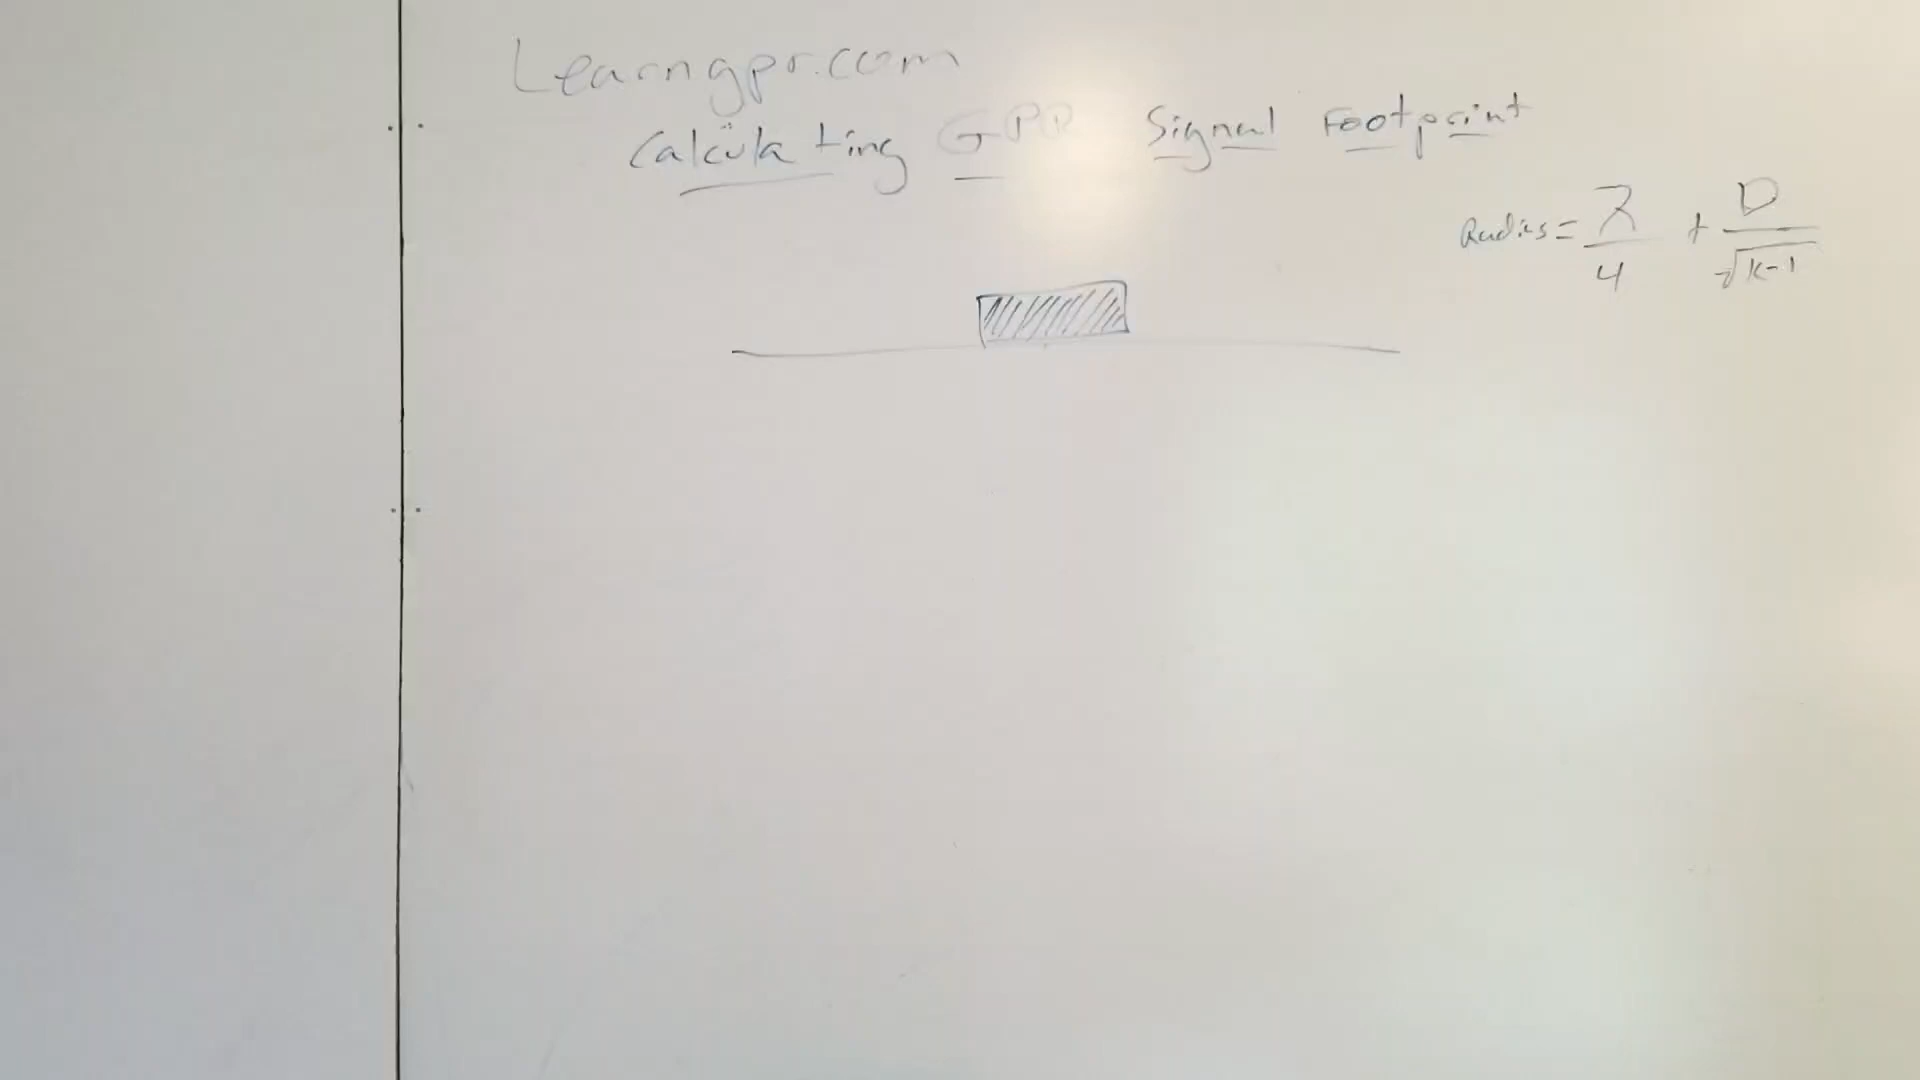 Learngpr.com
Calculating GPR Signal Footprint
Radius = λ/4 + D/√K-1